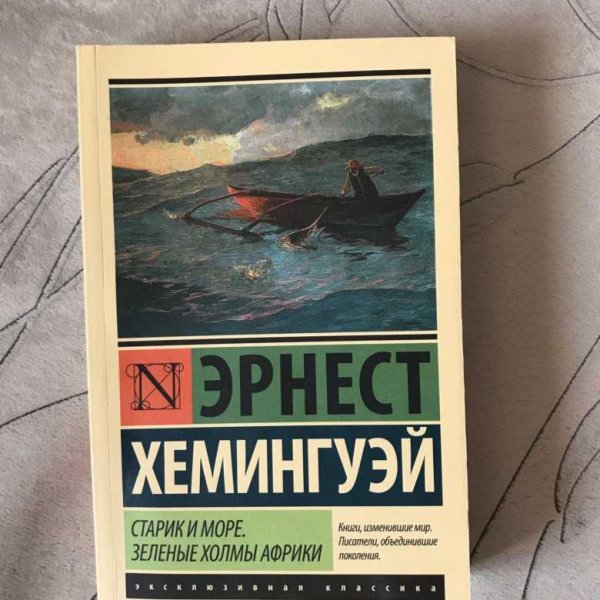 N ЭРНЕСТ
ХЕМИНГУЭЙ
СТАРИК И МОРЕ.
ЗЕЛЕНЫЕ ХОЛМЫ АФРИКИ
Книги, изменившие мир.
Писатели, объединившие
поколения.
эксклюзивная классика